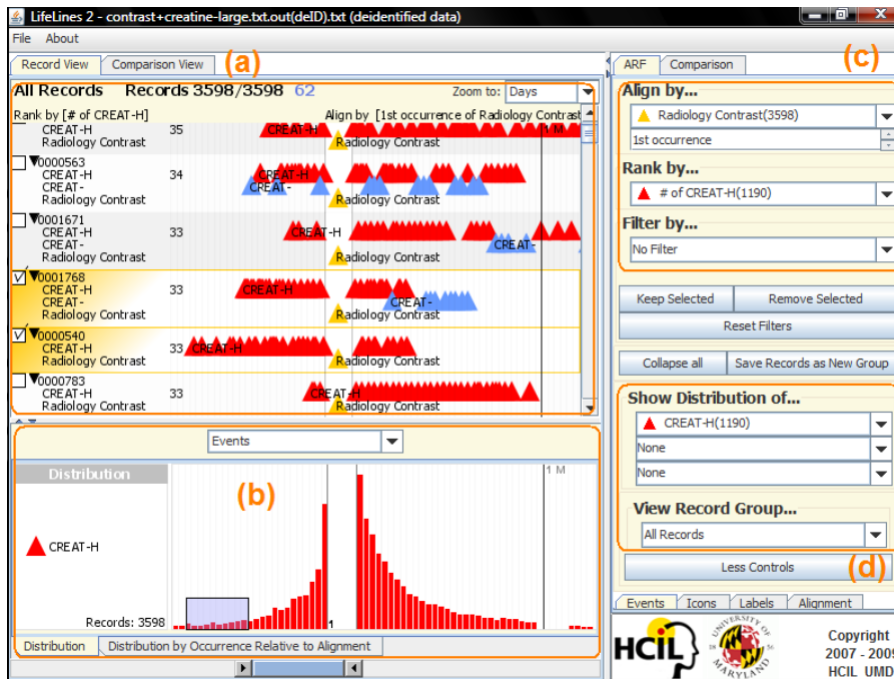 LifeLines 2 - contrast+creatine-large.txt.out(deID).txt (deidentified data)
File About
Record View Comparison View (a)
All Records Records 3598/3598 62 Zoom to: Days
Rank by [# of CREAT-H] Align by [1st occurrence of Radiology Contrast
CREAT-H 35 CREAT-H 1 M
Radiology Contrast Radiology Contrast
0000563
CREAT-H 34 CREAT-H
CREAT- CREAT-
Radiology Contrast Radiology Contrast
0001671
CREAT-H 33 CREAT-H
CREAT- CREAT-
Radiology Contrast Radiology Contrast
0001768
CREAT-H 33 CREAT-H
CREAT- CREAT-
Radiology Contrast Radiology Contrast
0000540
CREAT-H 33 CREAT-H
Radiology Contrast Radiology Contrast
0000783
CREAT-H 33 CREAT-H
Radiology Contrast Radiology Contrast
Events
Distribution 1 M
(b)
CREAT-H
Records: 3598 1
Distribution Distribution by Occurrence Relative to Alignment
ARF Comparison (c)
Align by...
Radiology Contrast(3598)
1st occurrence
Rank by...
# of CREAT-H(1190)
Filter by...
No Filter
Keep Selected Remove Selected
Reset Filters
Collapse all Save Records as New Group
Show Distribution of...
CREAT-H(1190)
None
None
View Record Group...
All Records
Less Controls (d)
Events Icons Labels Alignment
HCIL
UNIVERSITY OF
MARYLAND
18 56
Copyright
2007 - 2009
HCIL UMD